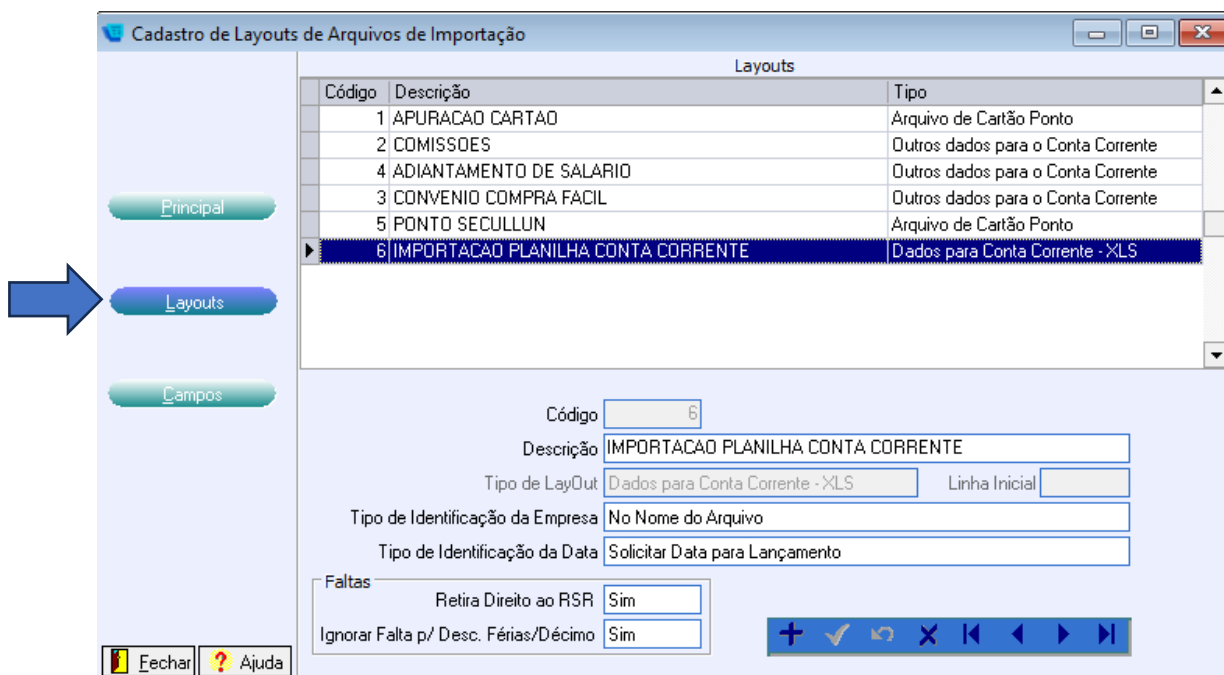 Cadastro de Layouts de Arquivos de Importação
Layouts
Código Descrição Tipo
1 APURACAO CARTAO Arquivo de Cartão Ponto
2 COMISSOES Outros dados para o Conta Corrente
4 ADIANTAMENTO DE SALARIO Outros dados para o Conta Corrente
3 CONVENIO COMPRA FACIL Outros dados para o Conta Corrente
5 PONTO SECULLUN Arquivo de Cartão Ponto
6 IMPORTACAO PLANILHA CONTA CORRENTE Dados para Conta Corrente - XLS
Principal
Layouts
Campos
Código 6
Descrição IMPORTACAO PLANILHA CONTA CORRENTE
Tipo de LayOut Dados para Conta Corrente - XLS Linha Inicial
Tipo de Identificação da Empresa No Nome do Arquivo
Tipo de Identificação da Data Solicitar Data para Lançamento
Faltas
Retira Direito ao RSR Sim
Ignorar Falta p/ Desc. Férias/Décimo Sim
Fechar ? Ajuda